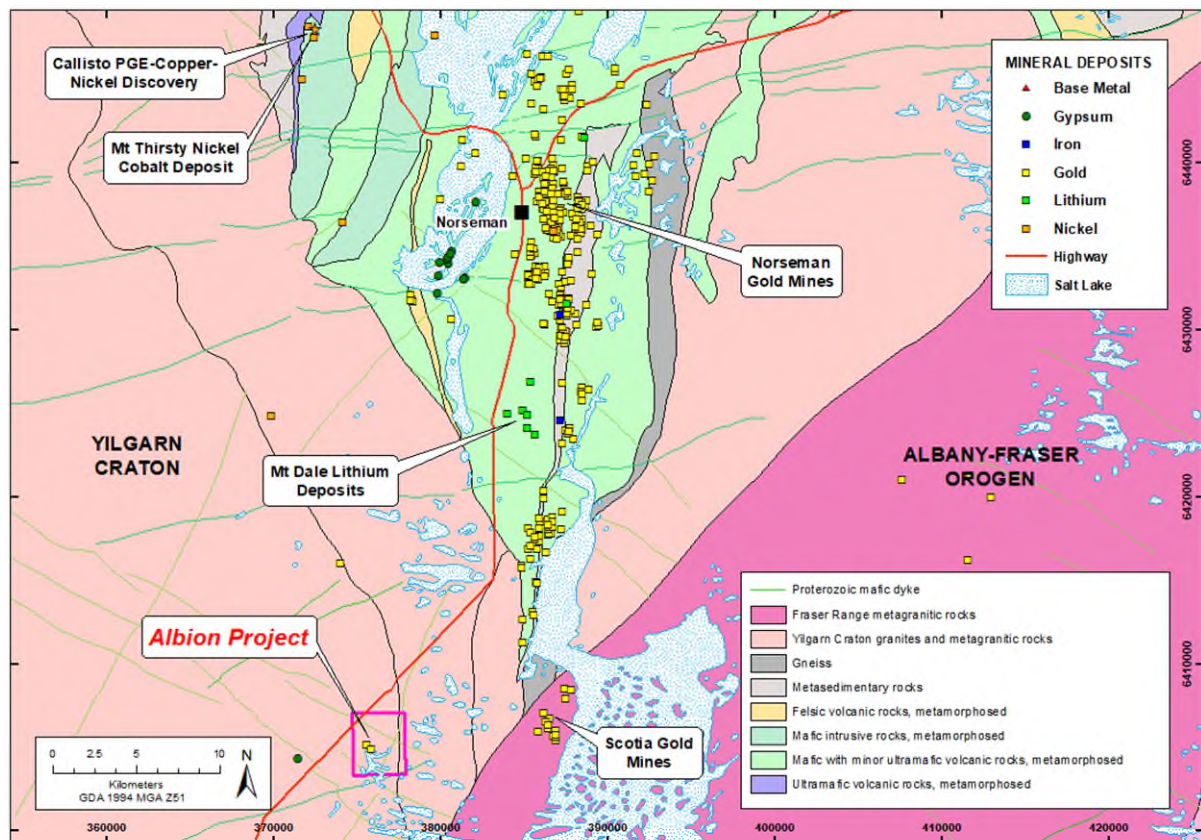 Callisto PGE-Copper-
Nickel Discovery
Mt Thirsty Nickel
Cobalt Deposit
MINERAL DEPOSITS
Base Metal
Gypsum
Iron
Gold
Lithium
Nickel
Highway
Salt Lake
6440000
Norseman
Norseman
Gold Mines
6430000
YILGARN
CRATON
Mt Dale Lithium
Deposits
ALBANY-FRASER
OROGEN
6420000
Albion Project
Proterozoic mafic dyke
Fraser Range metagranitic rocks
Yilgarn Craton granites and metagranitic rocks
Gneiss
Metasedimentary rocks
Felsic volcanic rocks, metamorphosed
Mafic intrusive rocks, metamorphosed
Mafic with minor ultramafic volcanic rocks, metamorphosed
Ultramafic volcanic rocks, metamorphosed
6410000
Scotia Gold
Mines
0 2.5 5 10
Kilometers
GDA 1994 MGA Z51
N
360000 370000 380000 390000 400000 410000 420000